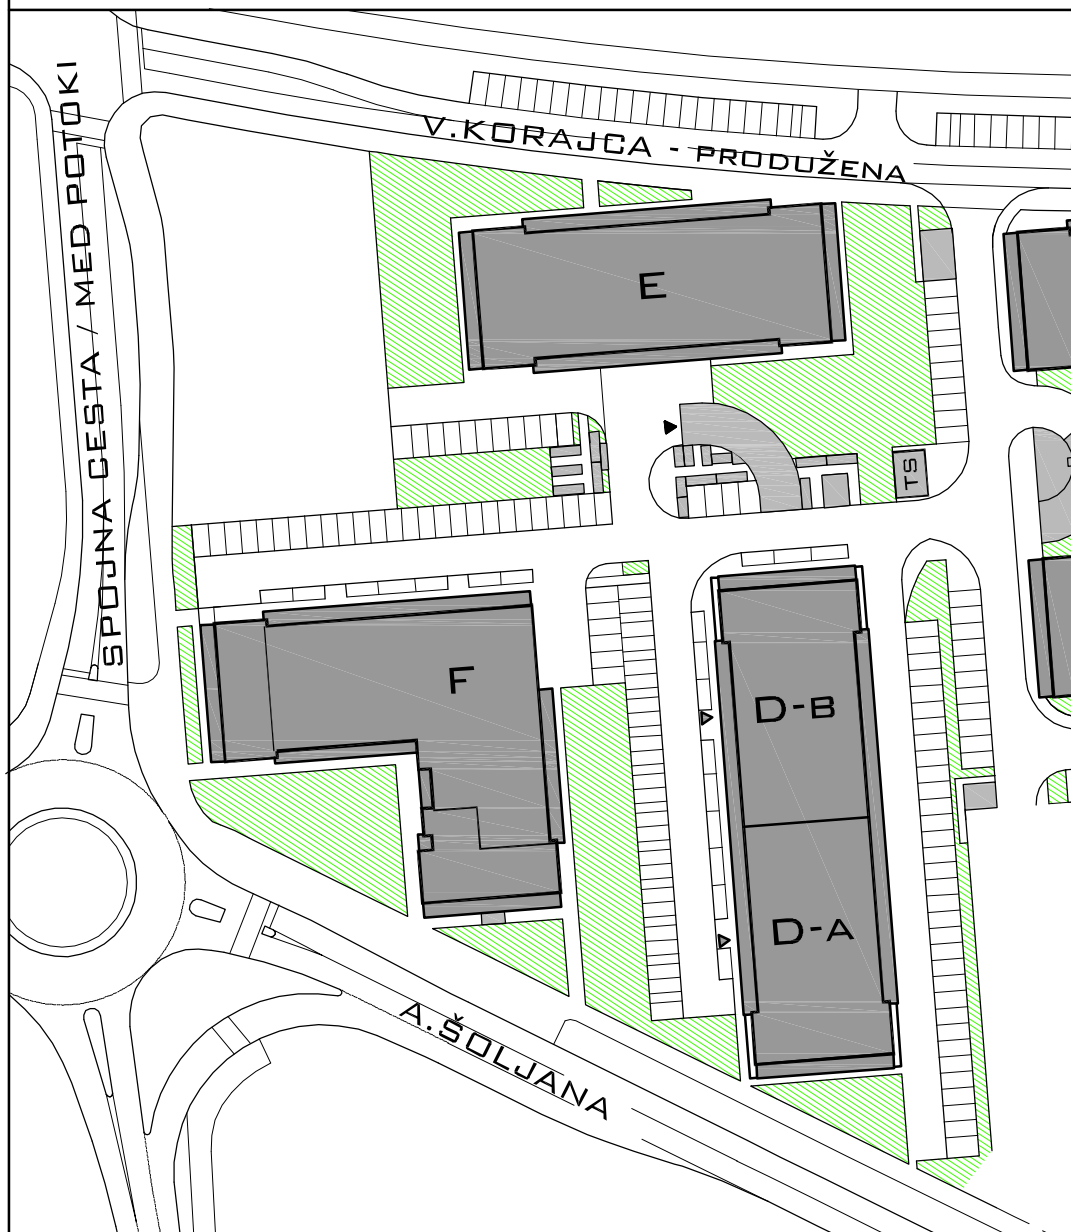 V.KORAJCA - PRODUŽENA
SPOJNA CESTA / MED POTOKI
E
TS
F
D-B
D-A
A.ŠOLJANA